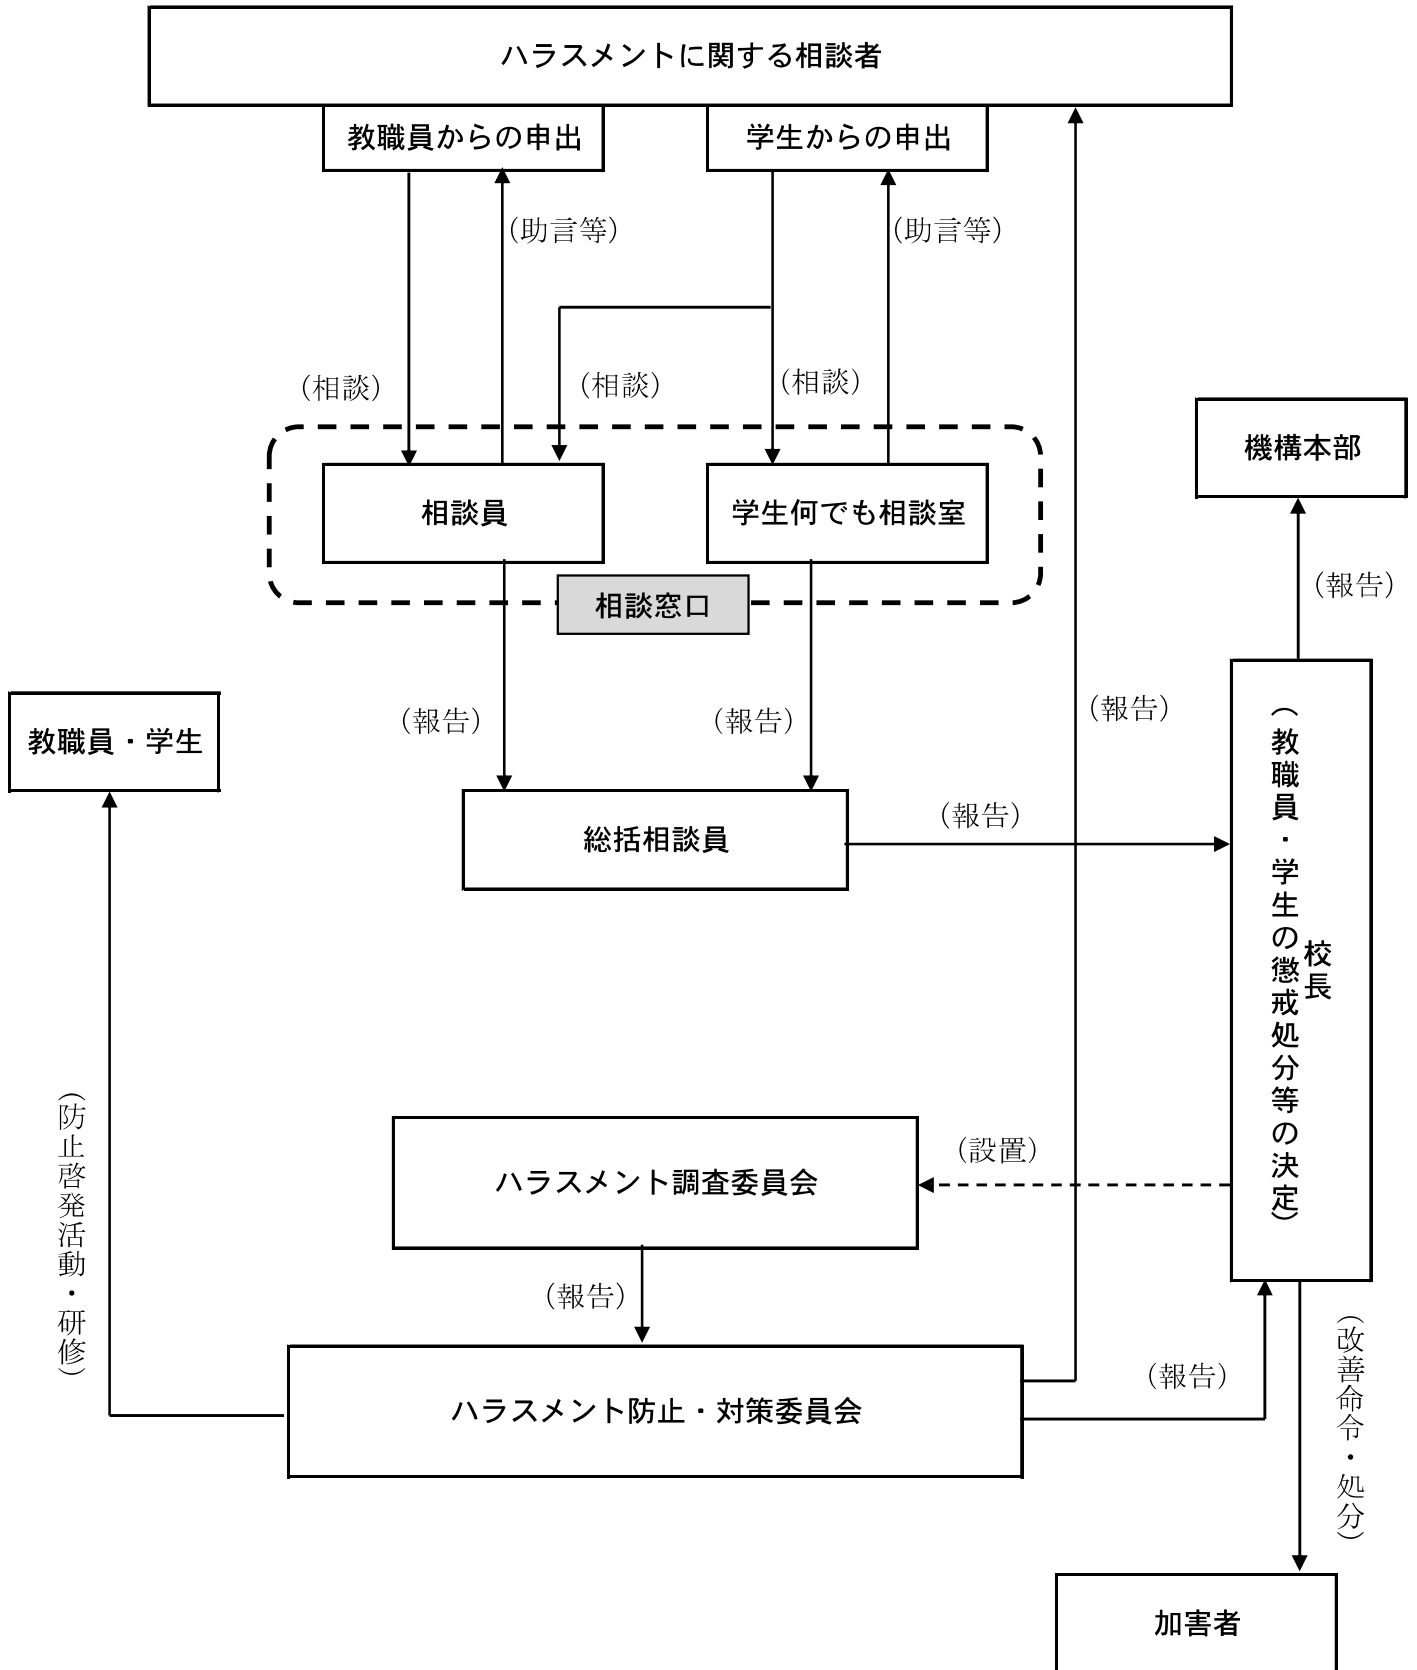 ハラスメントに関する相談者
教職員からの申出
学生からの申出
（助言等）
（助言等）
（相談）
（相談）
（相談）
機構本部
相談員
学生何でも相談室
（報告）
相談窓口
教職員・学生
（報告）
（報告）
（報告）
校長
（教職員・学生の懲戒処分等の決定）
総括相談員
（報告）
（防止啓発活動・研修）
ハラスメント調査委員会
（設置）
（報告）
ハラスメント防止・対策委員会
（報告）
（改善命令・処分）
加害者